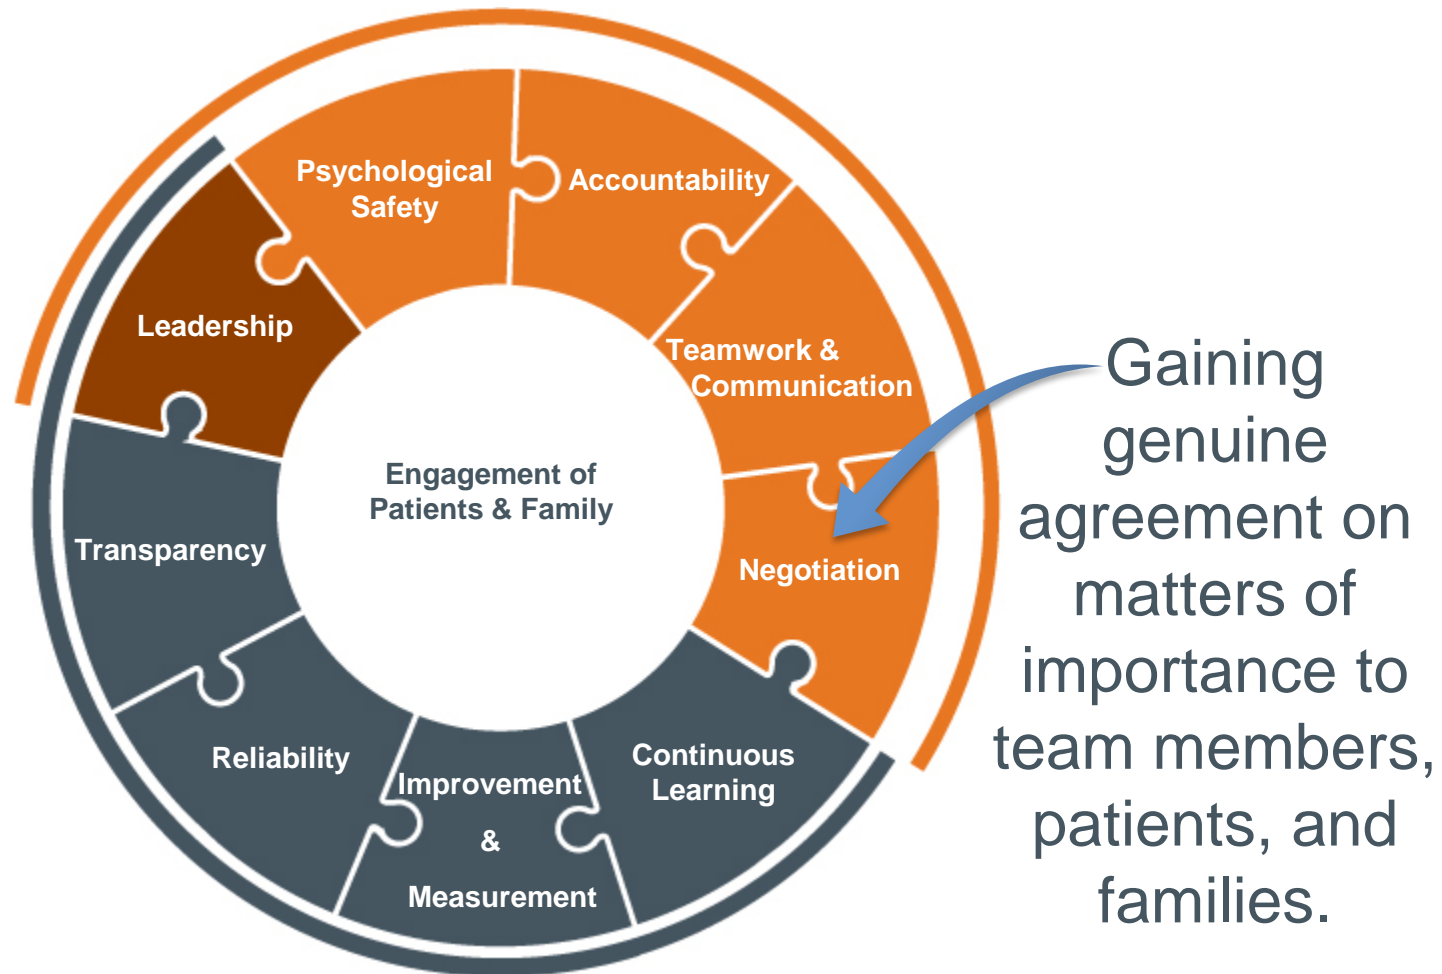 Psychological
Safety
Accountability
Leadership
Teamwork &
Communication
Engagement of
Patients & Family
Transparency
Negotiation
Reliability
Improvement
&
Measurement
Continuous
Learning
Gaining
genuine
agreement on
matters of
importance to
team members,
patients, and
families.